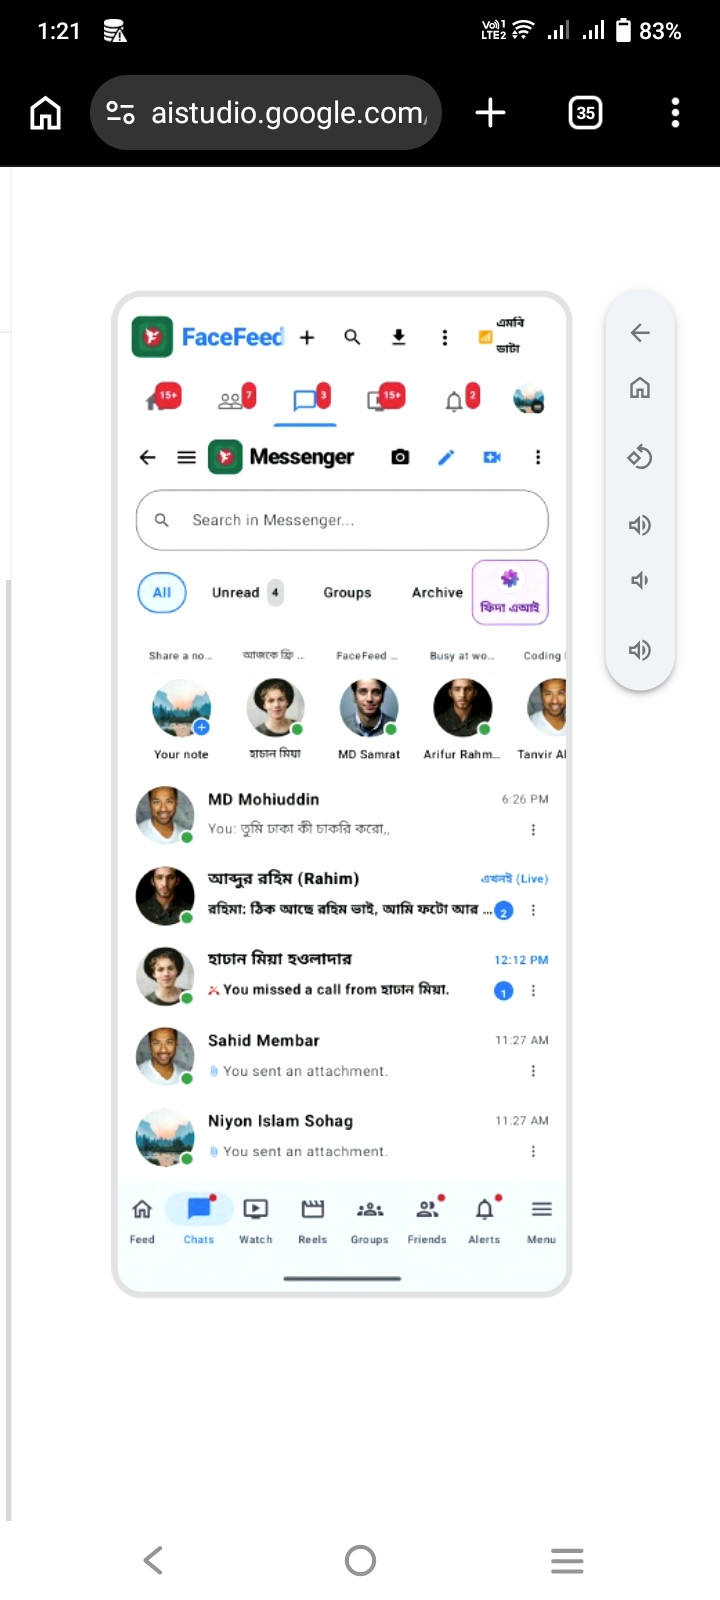 1:21
Vo)) 1
LTE2
83%
aistudio.google.com/
35
FaceFeed
এমবি
ডাটা
15+
7
3
15+
2
Messenger
Search in Messenger...
All
Unread 4
Groups
Archive
ফিদা এআই
Share a no...
আজকে ফ্রি ...
FaceFeed ...
Busy at wo...
Coding
Your note
হাচান মিয়া
MD Samrat
Arifur Rahm...
Tanvir Al
MD Mohiuddin
6:26 PM
You: তুমি ঢাকা কী চাকরি করো,,
আব্দুর রহিম (Rahim)
এখনই (Live)
রহিমা: ঠিক আছে রহিম ভাই, আমি ফটো আর ...
2
হাচান মিয়া হওলাদার
12:12 PM
You missed a call from হাচান মিয়া.
1
Sahid Membar
11:27 AM
You sent an attachment.
Niyon Islam Sohag
11:27 AM
You sent an attachment.
Feed
Chats
Watch
Reels
Groups
Friends
Alerts
Menu